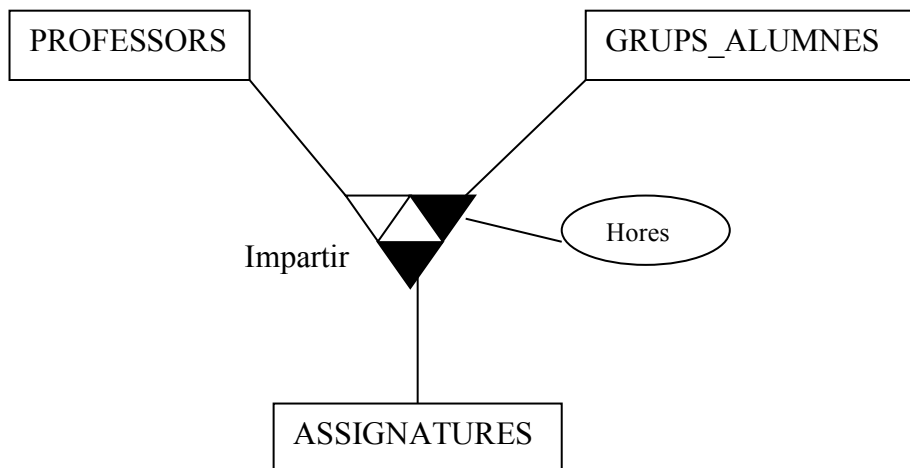 PROFESSORS
GRUPS_ALUMNES
Hores
Impartir
ASSIGNATURES